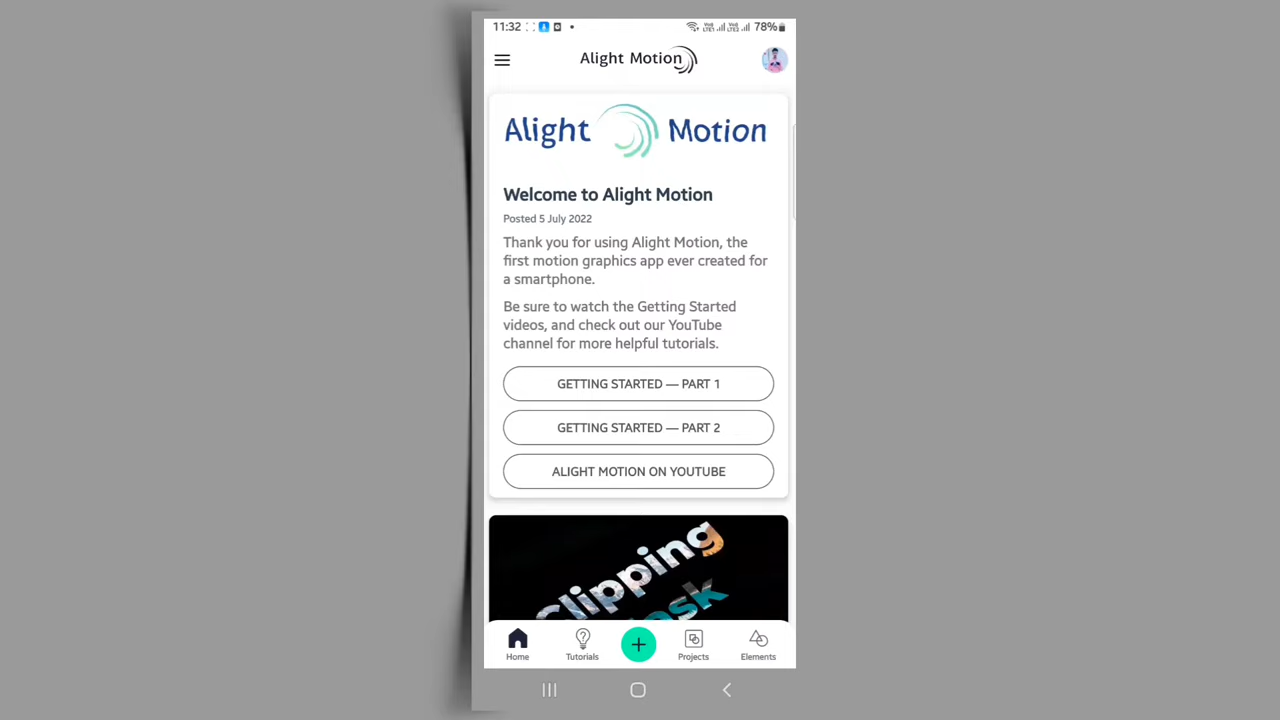 11:32
78%
Alight Motion
Alight Motion
Welcome to Alight Motion
Posted 5 July 2022
Thank you for using Alight Motion, the
first motion graphics app ever created for
a smartphone.
Be sure to watch the Getting Started
videos, and check out our YouTube
channel for more helpful tutorials.
GETTING STARTED — PART 1
GETTING STARTED — PART 2
ALIGHT MOTION ON YOUTUBE
Clipping
Home
Tutorials
Projects
Elements